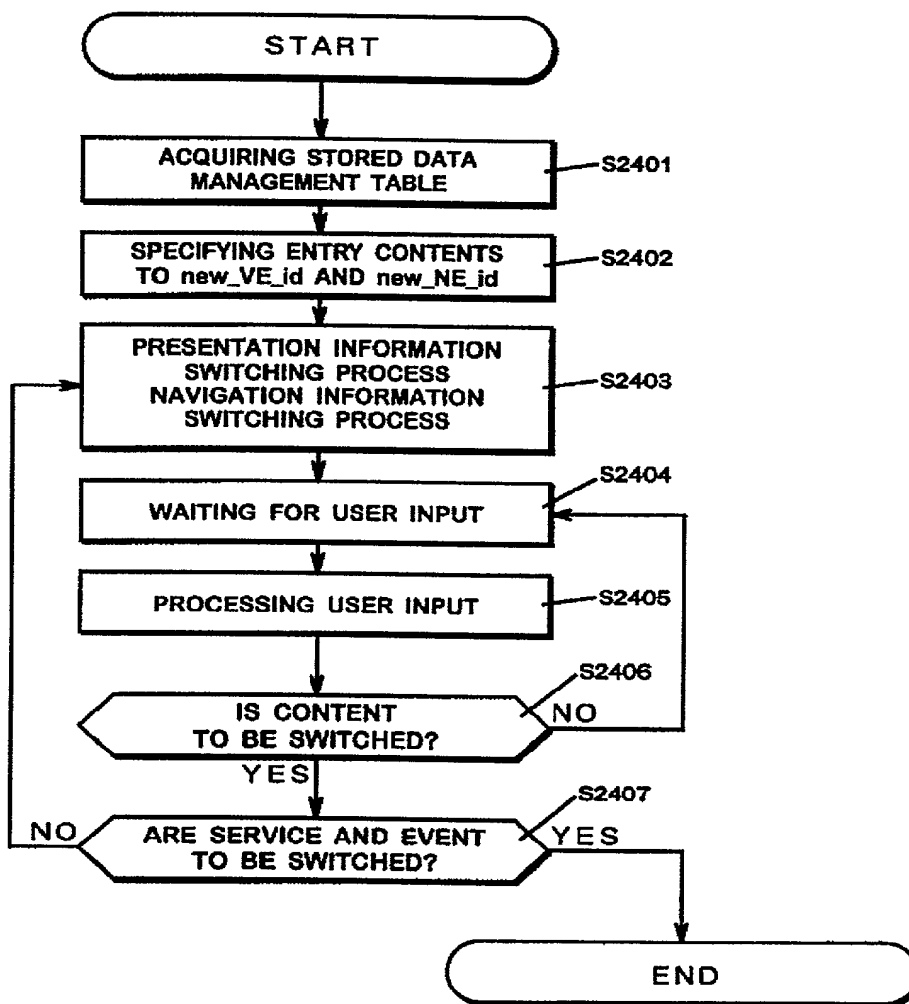 START
ACQUIRING STORED DATA
MANAGEMENT TABLE
S2401
SPECIFYING ENTRY CONTENTS
TO new_VE_id AND new_NE_id
S2402
PRESENTATION INFORMATION
SWITCHING PROCESS
NAVIGATION INFORMATION
SWITCHING PROCESS
S2403
S2404
WAITING FOR USER INPUT
PROCESSING USER INPUT
S2405
S2406
IS CONTENT
TO BE SWITCHED?
NO
YES
S2407
NO
ARE SERVICE AND EVENT
TO BE SWITCHED?
YES
END